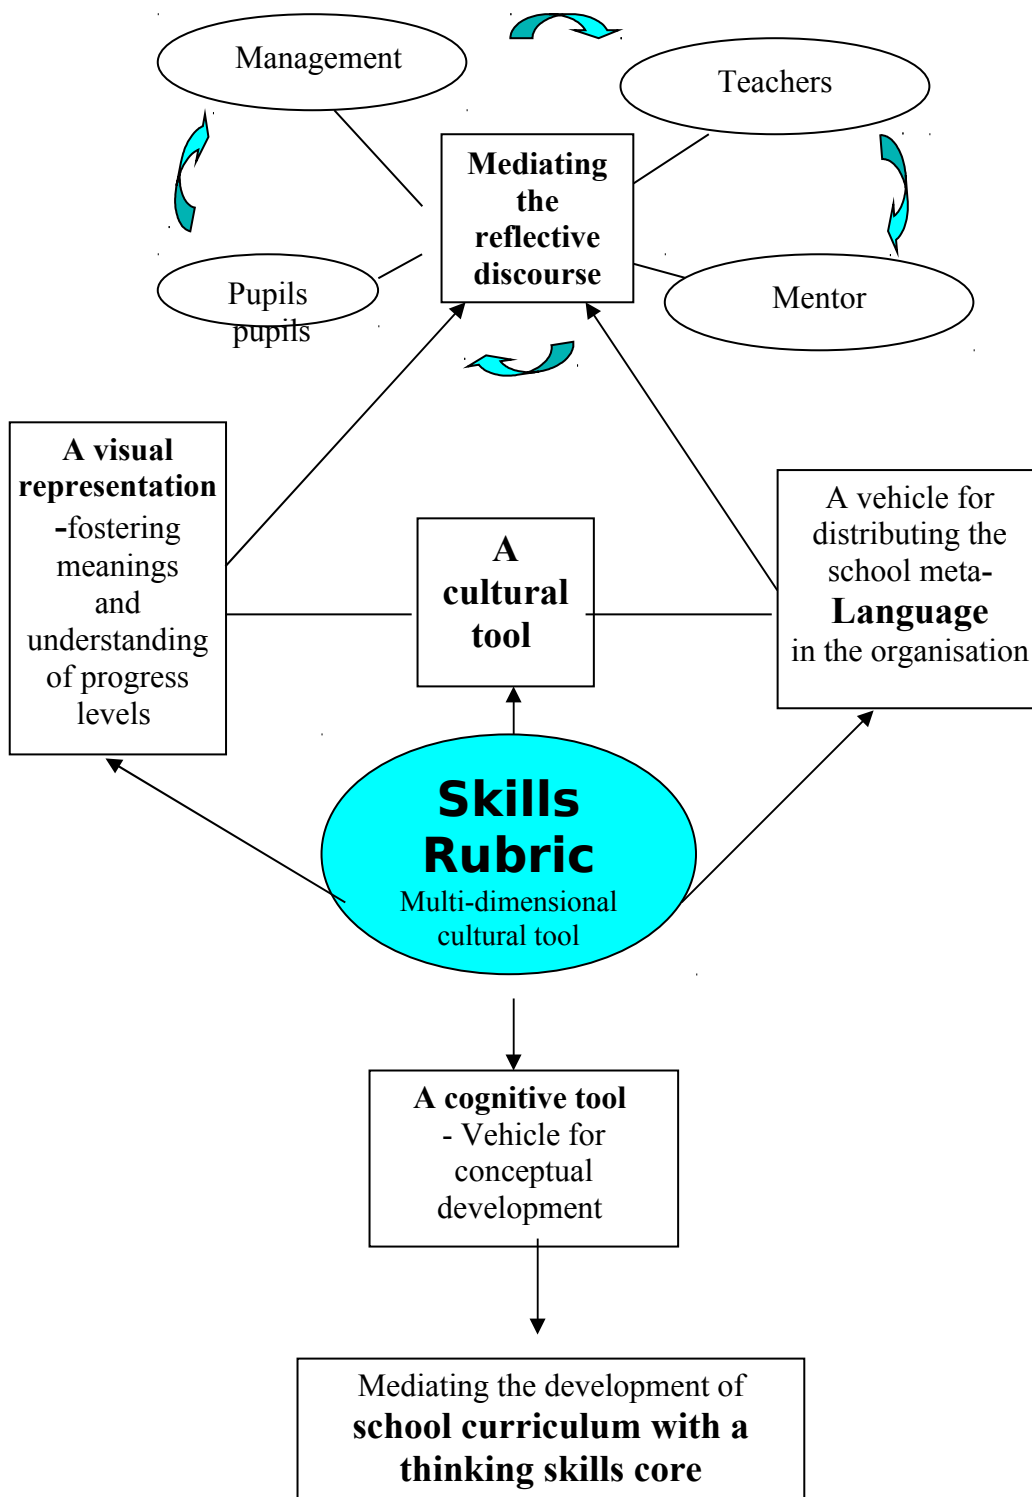 Management
Teachers
Mediating
the
reflective
discourse
Pupils
pupils
Mentor
A visual
representation
-fostering
meanings
and
understanding
of progress
levels
A
cultural
tool
A vehicle for
distributing the
school meta-
Language
in the organisation
Skills
Rubric
Multi-dimensional
cultural tool
A cognitive tool
- Vehicle for
conceptual
development
Mediating the development of
school curriculum with a
thinking skills core